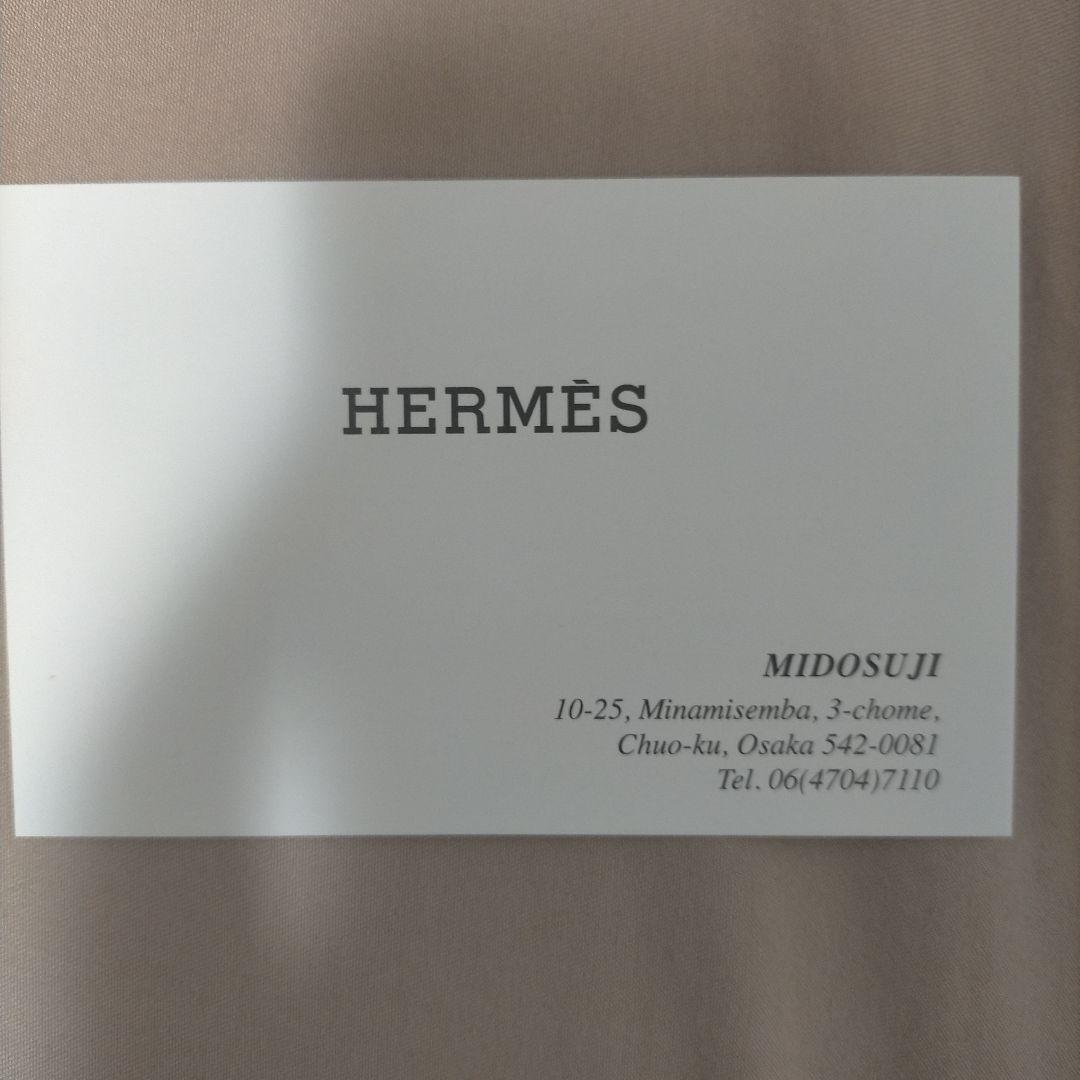 HERMÈS
MIDOSUJI
10-25, Minamisemba, 3-chome,
Chuo-ku, Osaka 542-0081
Tel. 06(4704)7110